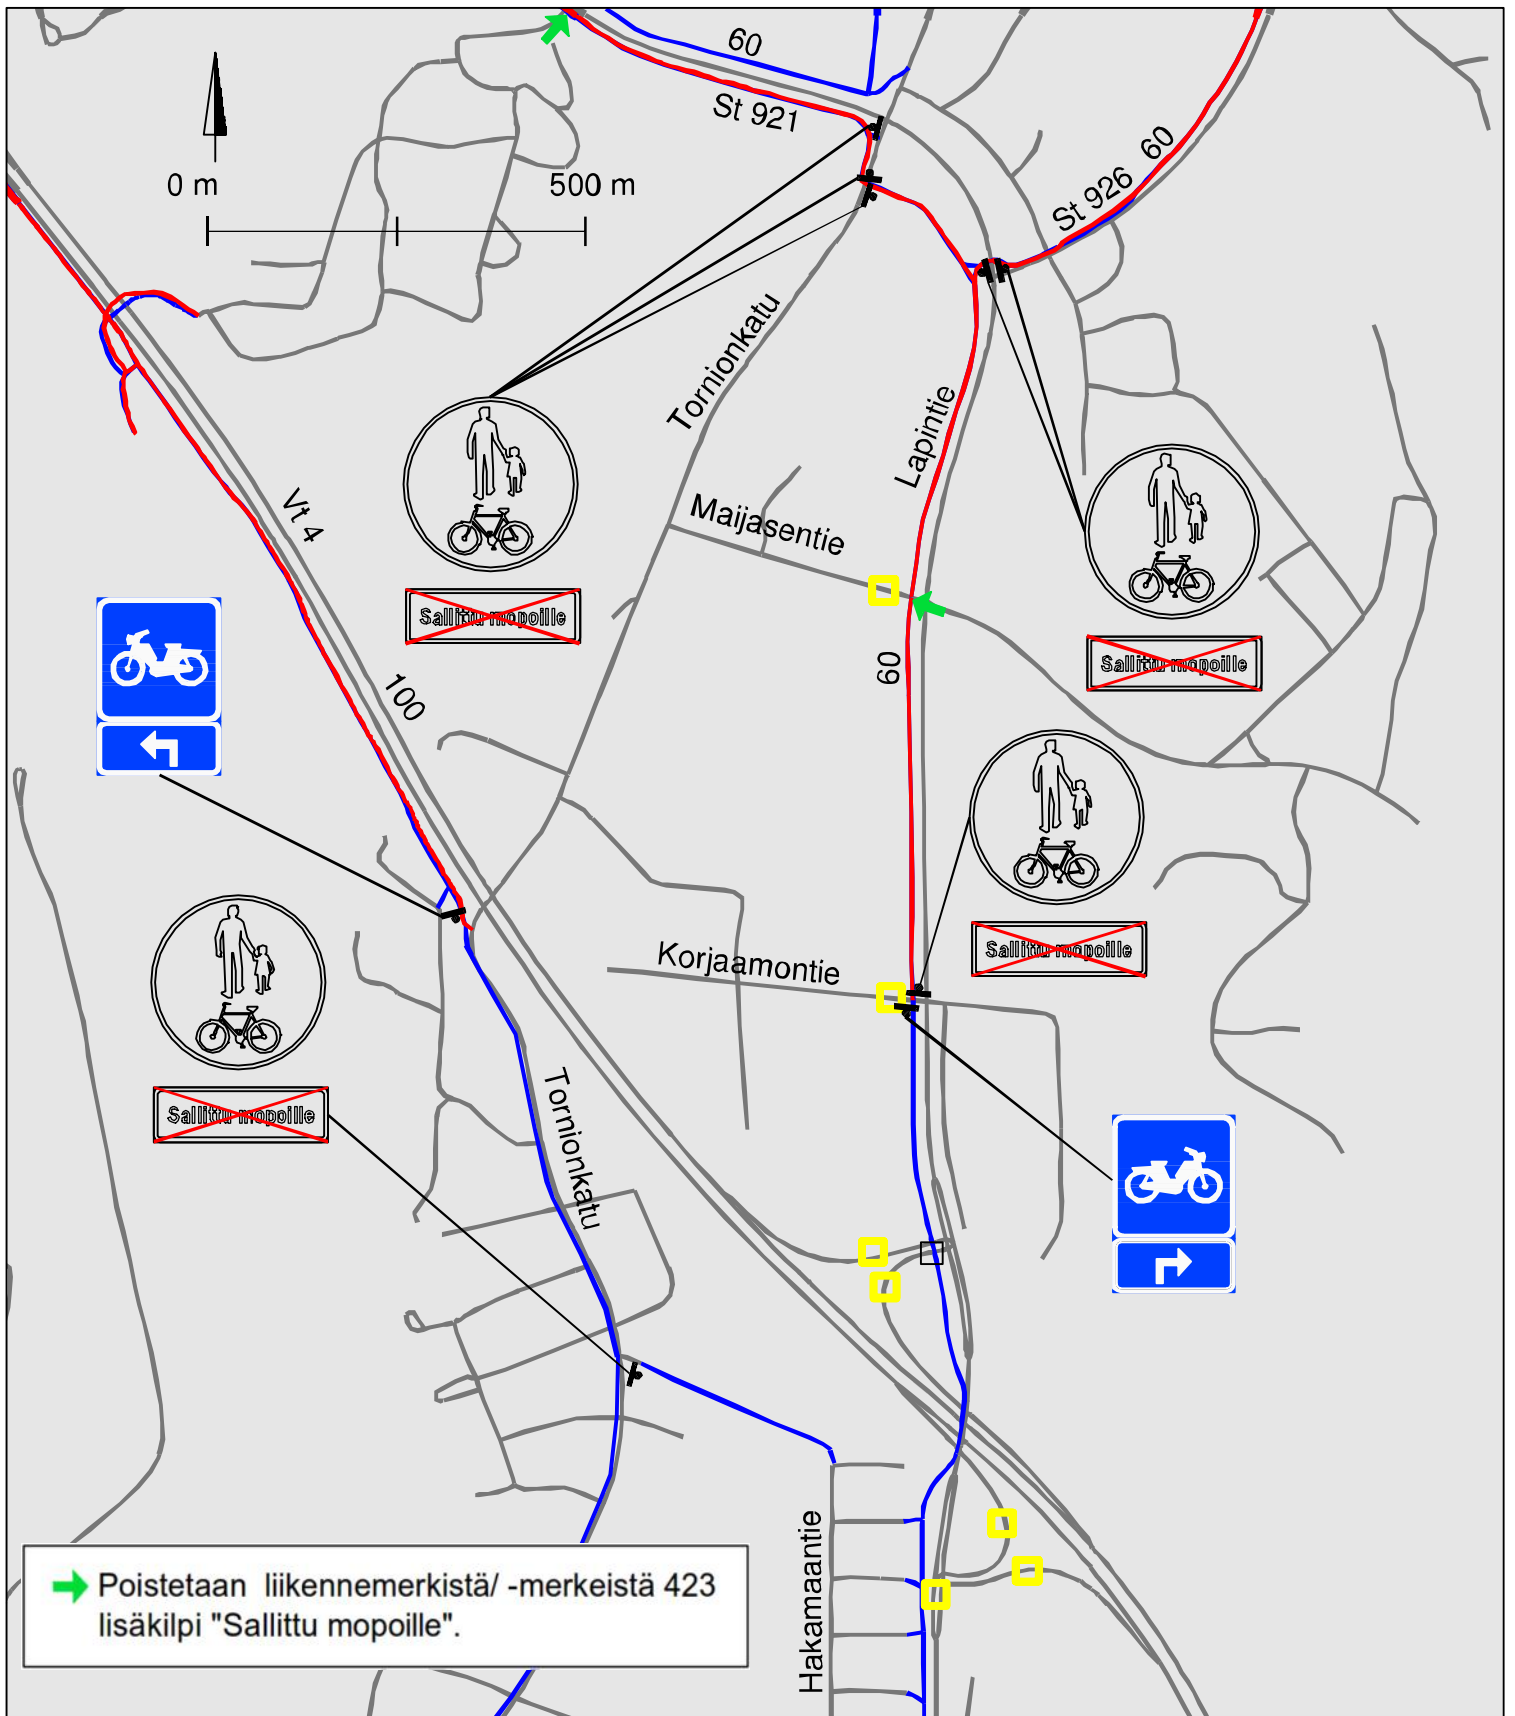 60
St 921
0 m
500 m
St 926
60
Tornionkatu
Lapintie
Vt 4
Maijasentie
Sallittu mopoille
Sallittu mopoille
60
100
Korjaamontie
Sallittu mopoille
Sallittu mopoille
Tornionkatu
Hakamaantie
Poistetaan liikennemerkistä/ -merkeistä 423
lisäkilpi "Sallittu mopoille".